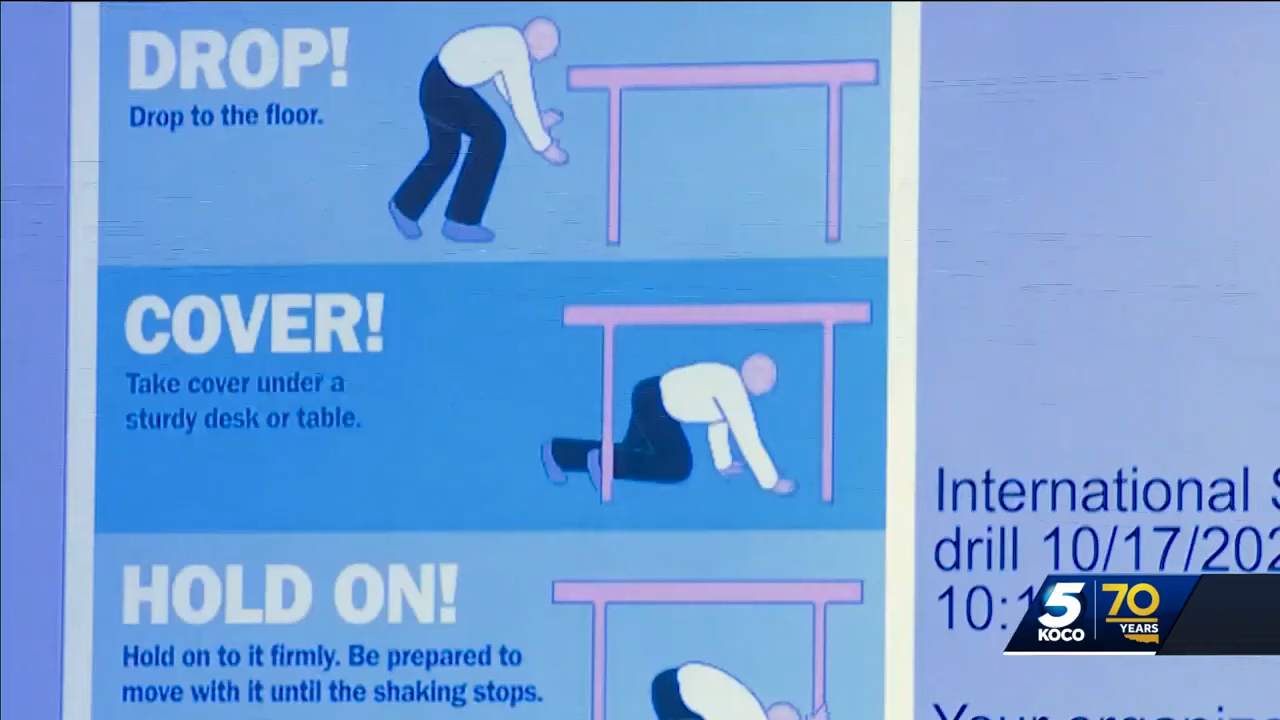 DROP!
Drop to the floor.
COVER!
Take cover under a
sturdy desk or table.
HOLD ON!
Hold on to it firmly. Be prepared to
move with it until the shaking stops.
International
drill 10/17/202
Your
5
KOCO
70
YEARS